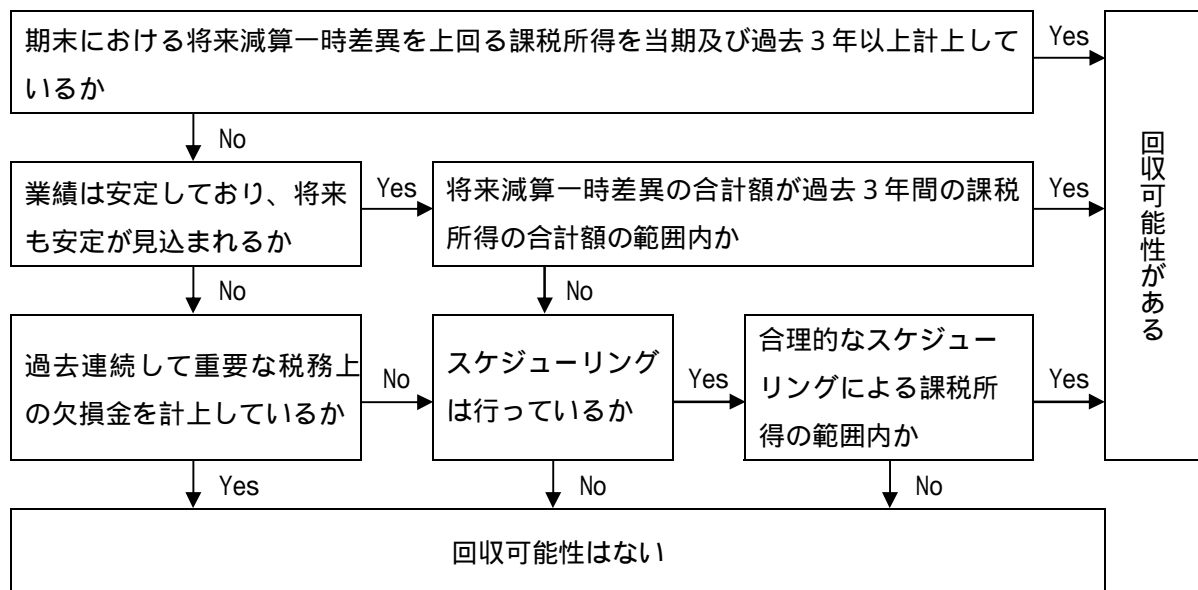 期末における将来減算一時差異を上回る課税所得を当期及び過去３年以上計上して
いるか
Yes
No
業績は安定しており、将来
も安定が見込まれるか
Yes
将来減算一時差異の合計額が過去３年間の課税
所得の合計額の範囲内か
Yes
回収可能性がある
No
No
過去連続して重要な税務上
の欠損金を計上しているか
No
スケジューリング
は行っているか
Yes
合理的なスケジュー
リングによる課税所
得の範囲内か
Yes
Yes
No
No
回収可能性はない